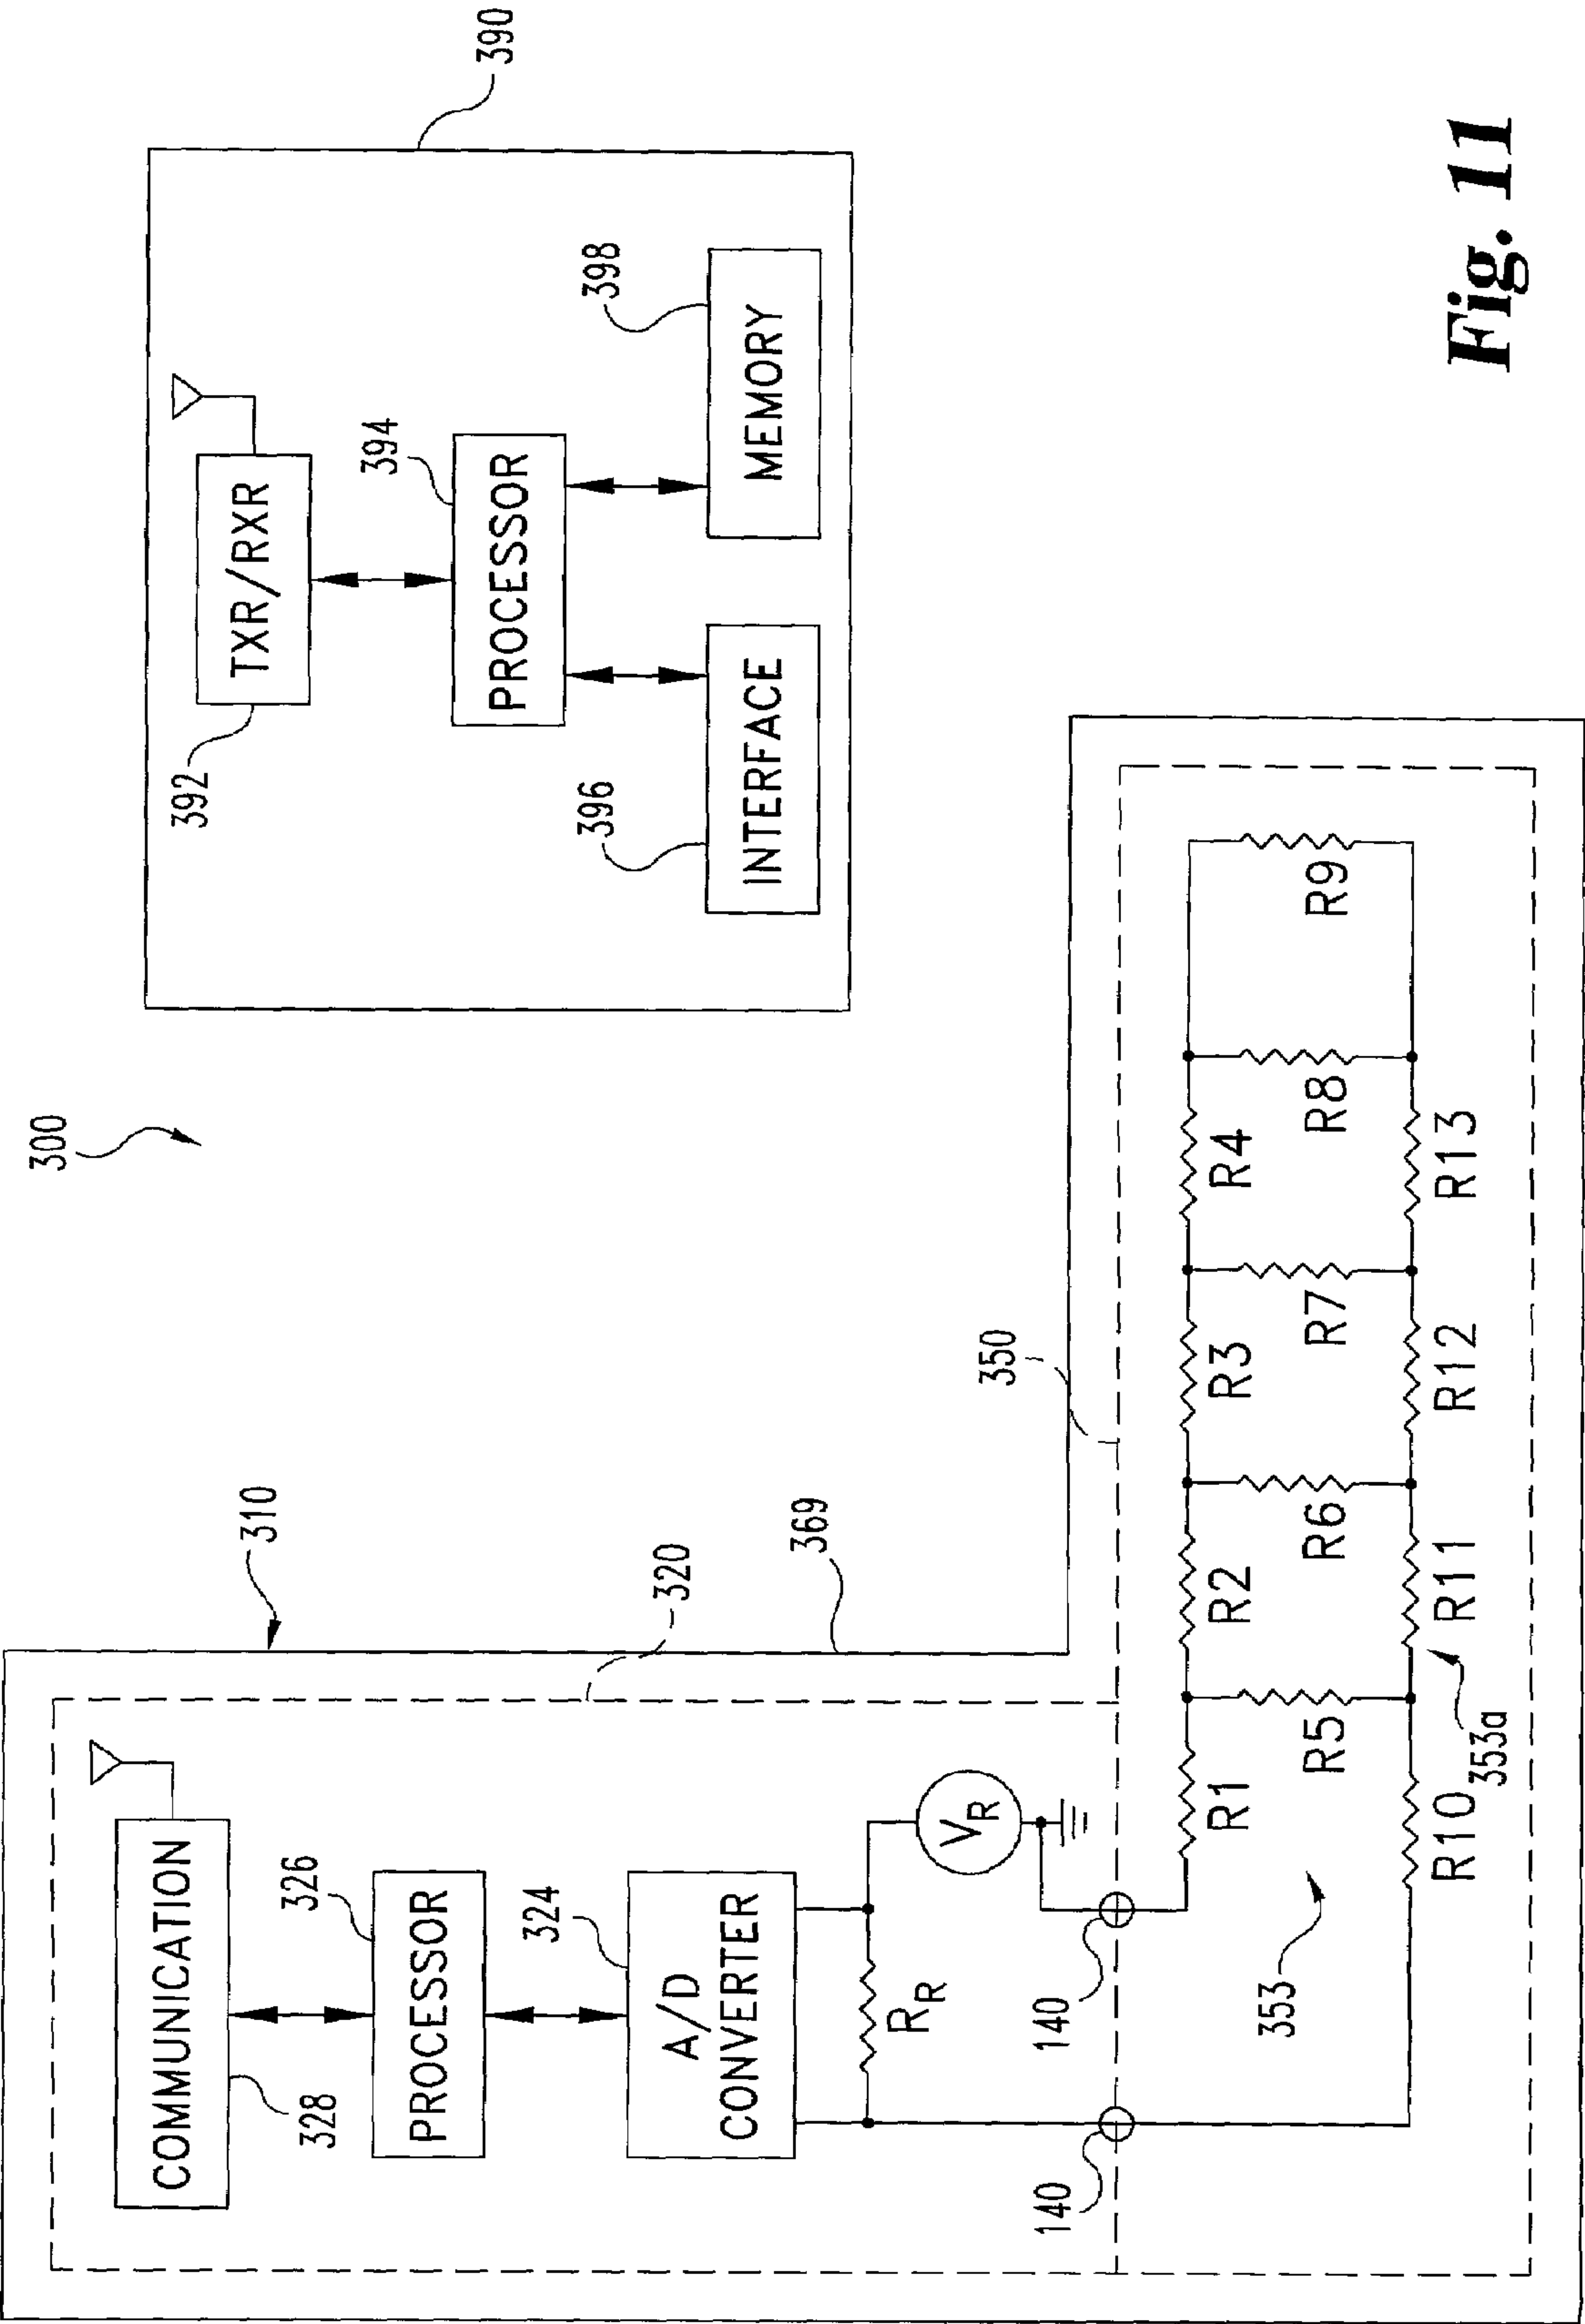 300
310
390
COMMUNICATION
328
PROCESSOR
326
A/D
CONVERTER
324
320
369
TXR/RXR
392
PROCESSOR
394
INTERFACE
396
MEMORY
398
RR
VR
140
140
350
R1
R2
R3
R4
R5
R6
R7
R8
R9
353
R10
R11
R12
R13
353a
Fig. 11